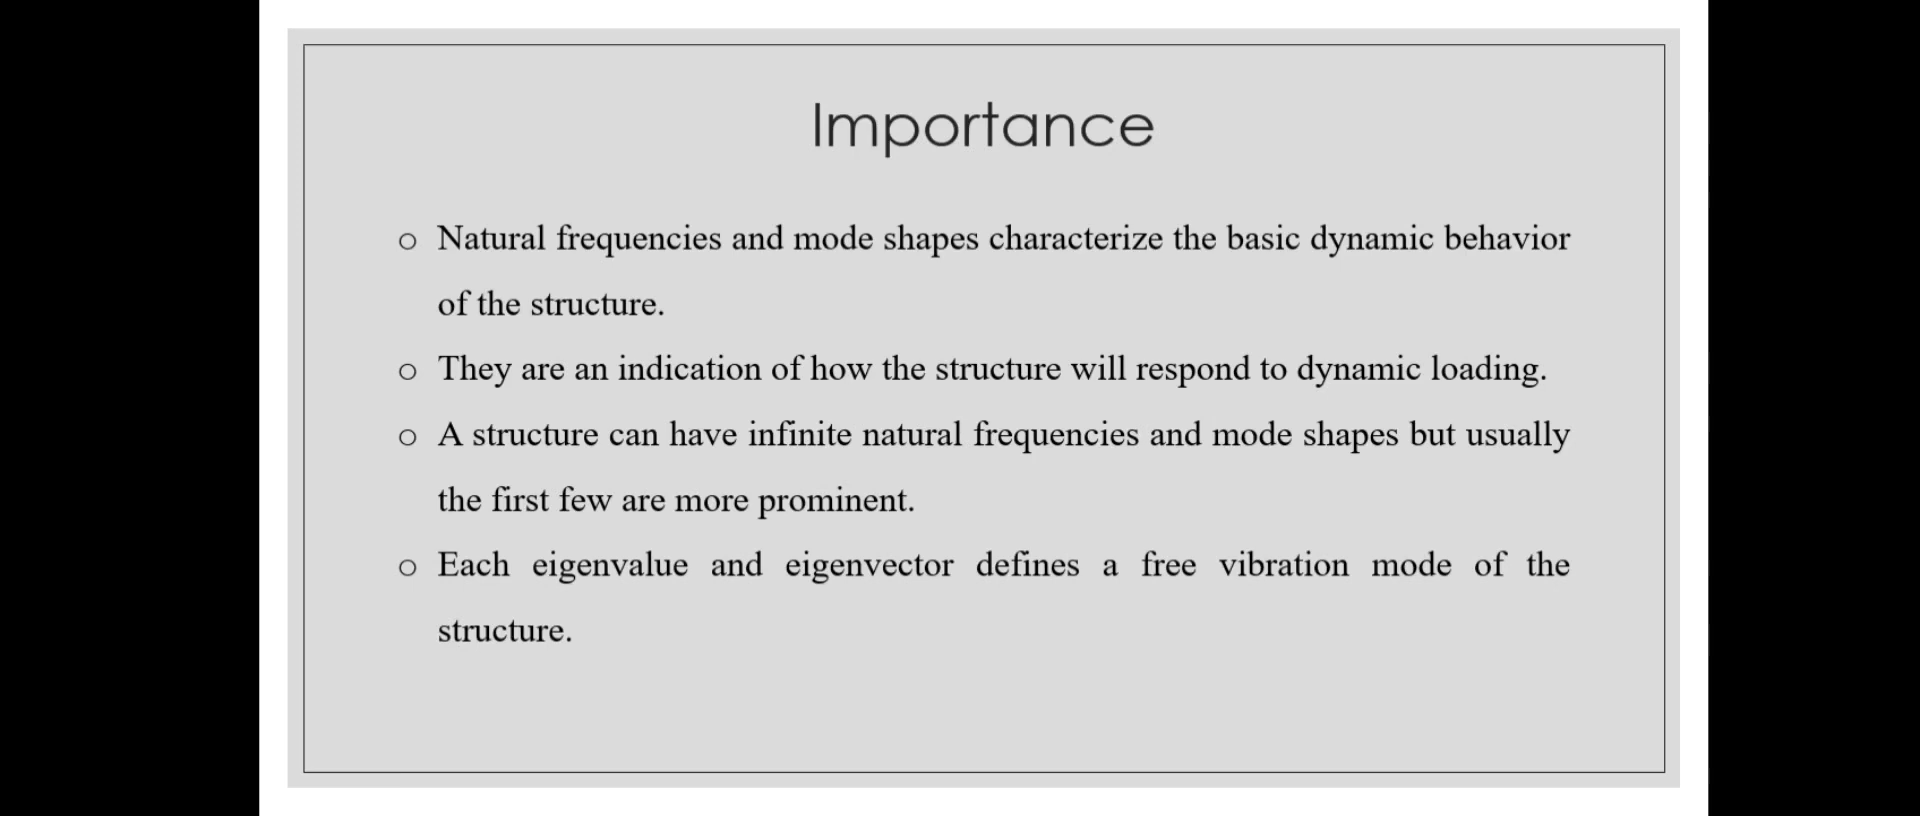 Importance
o Natural frequencies and mode shapes characterize the basic dynamic behavior
of the structure.
o They are an indication of how the structure will respond to dynamic loading.
o A structure can have infinite natural frequencies and mode shapes but usually
the first few are more prominent.
o Each eigenvalue and eigenvector defines a free vibration mode of the
structure.